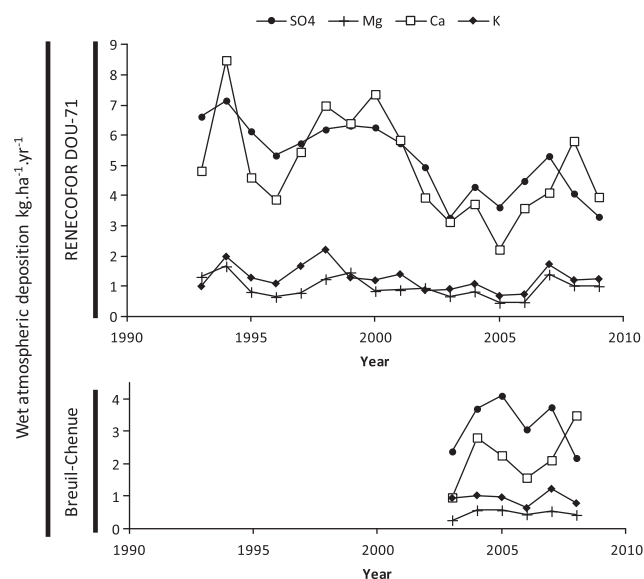 SO4 Mg Ca K
Wet atmospheric deposition kg.ha⁻¹.yr⁻¹
RENECOFOR DOU-71
9
8
7
6
5
4
3
2
1
0
1990 1995 2000 2005 2010
Year
Breuil-Chenue
4
3
2
1
0
1990 1995 2000 2005 2010
Year